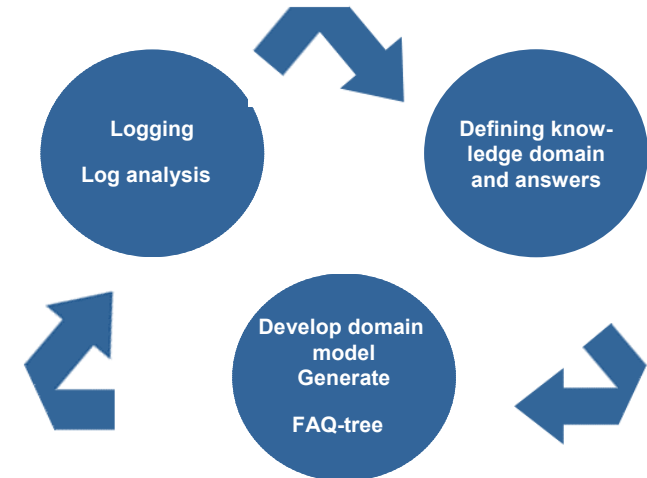 Logging
Log analysis
Defining know-
ledge domain
and answers
Develop domain
model
Generate
FAQ-tree